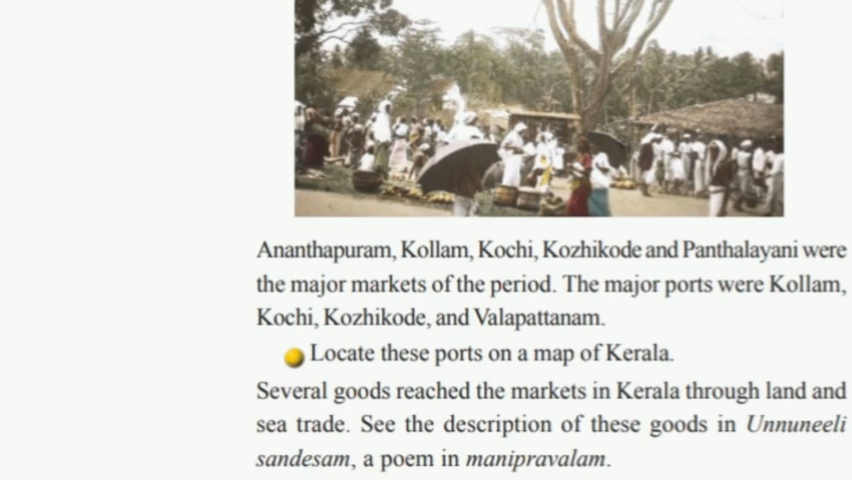 Ananthapuram, Kollam, Kochi, Kozhikode and Panthalayani were
the major markets of the period. The major ports were Kollam,
Kochi, Kozhikode, and Valapattanam.
Locate these ports on a map of Kerala.
Several goods reached the markets in Kerala through land and
sea trade. See the description of these goods in Unnuneeli
sandesam, a poem in manipravalam.